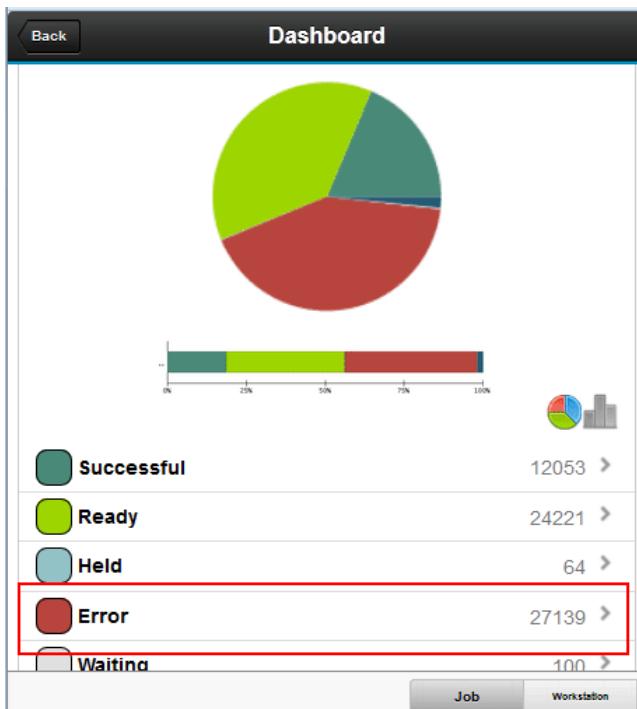 Back Dashboard
..
0% 25% 50% 75% 100%
Successful 12053
Ready 24221
Held 64
Error 27139
Waiting 100
Job Workstation